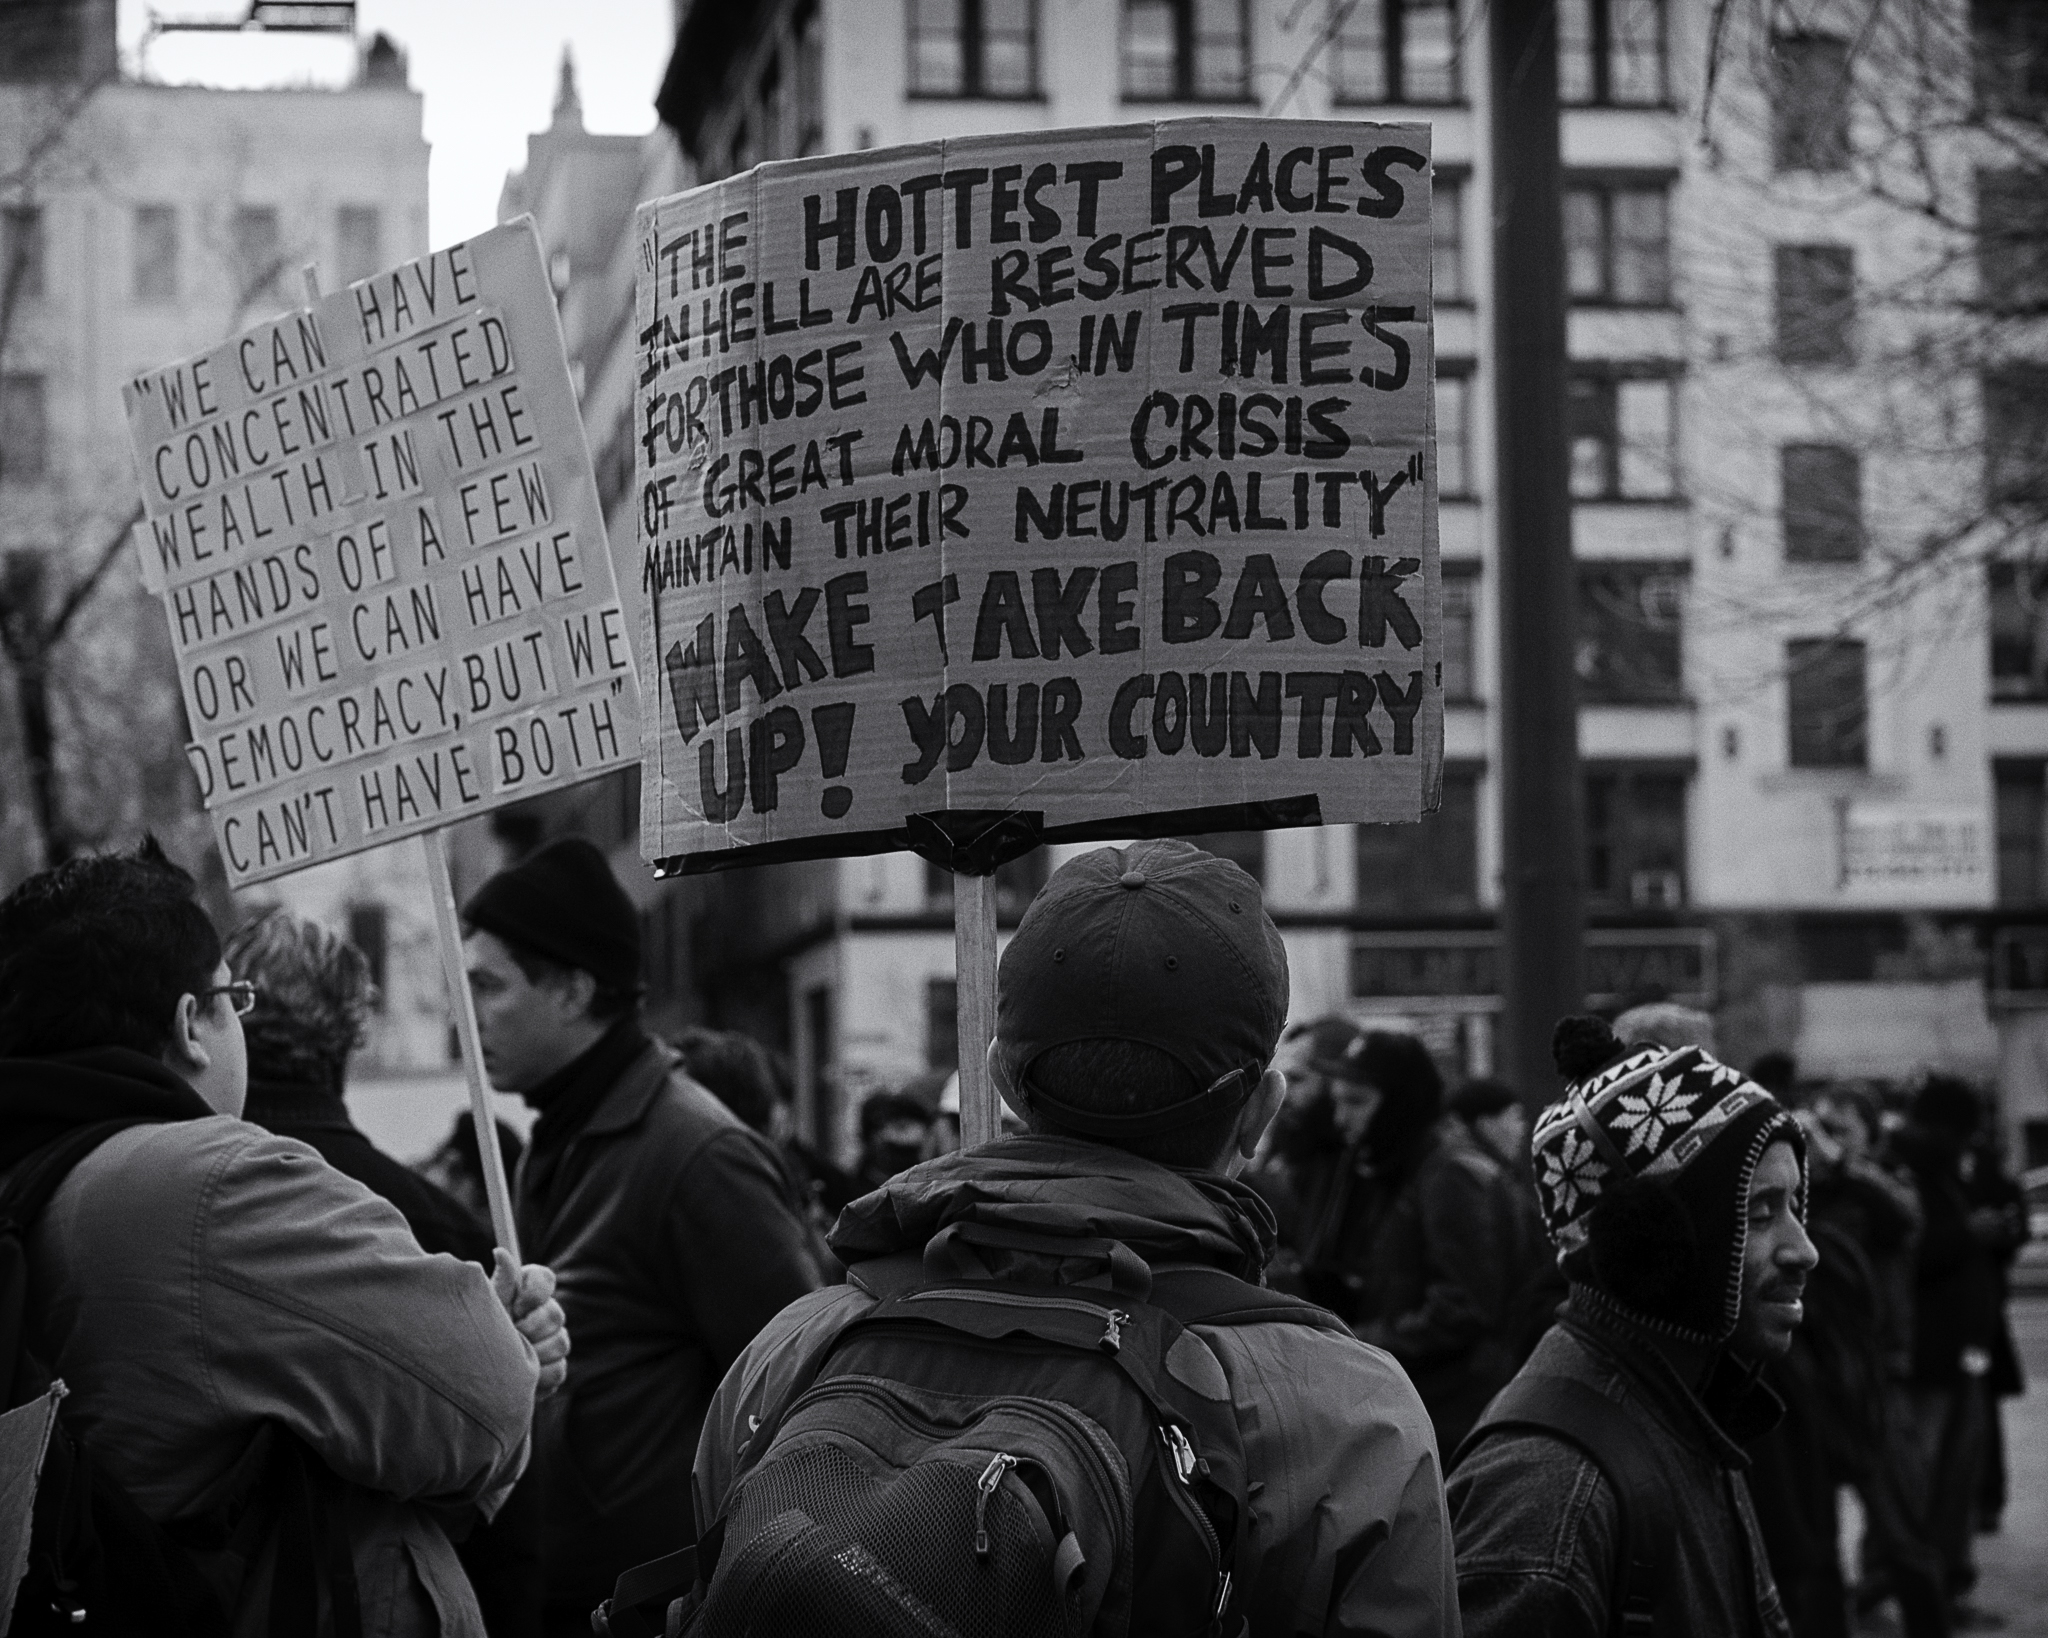 "WE CAN HAVE
CONCENTRATED
WEALTH IN THE
HANDS OF A FEW
OR WE CAN HAVE
DEMOCRACY, BUT WE
CAN'T HAVE BOTH"
"THE HOTTEST PLACES
IN HELL ARE RESERVED
FOR THOSE WHO IN TIMES
OF GREAT MORAL CRISIS
MAINTAIN THEIR NEUTRALITY"
WAKE TAKE BACK
UP! YOUR COUNTRY